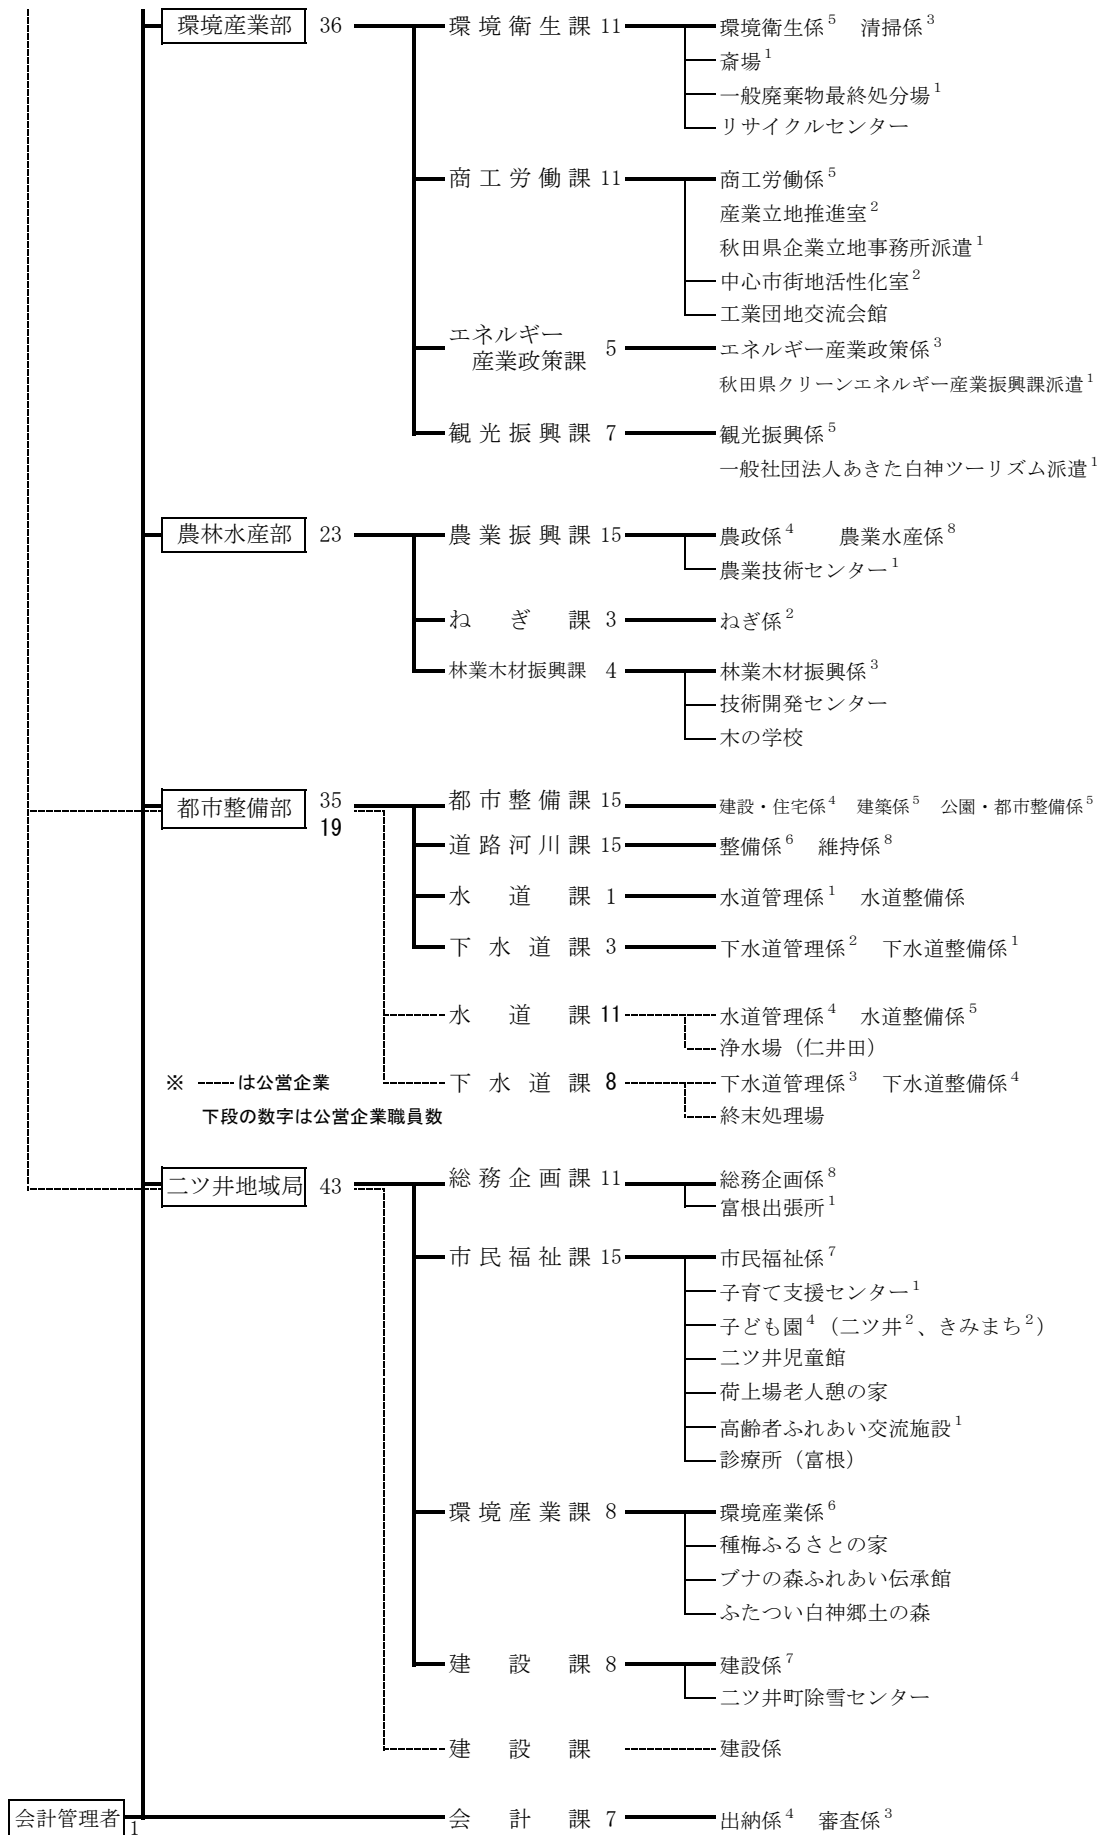 環境産業部 36 環境衛生課 11 環境衛生係5 清掃係3
斎場1
一般廃棄物最終処分場1
リサイクルセンター
商工労働課 11 商工労働係5
産業立地推進室2
秋田県企業立地事務所派遣1
中心市街地活性化室2
工業団地交流会館
エネルギー
産業政策課 5 エネルギー産業政策係3
秋田県クリーンエネルギー産業振興課派遣1
観光振興課 7 観光振興係5
一般社団法人あきた白神ツーリズム派遣1
農林水産部 23 農業振興課 15 農政係4 農業水産係8
農業技術センター1
ねぎ課 3 ねぎ係2
林業木材振興課 4 林業木材振興係3
技術開発センター
木の学校
都市整備部 35 都市整備課 15 建設・住宅係4 建築係5 公園・都市整備係5
19
道路河川課 15 整備係6 維持係8
水道課 1 水道管理係1 水道整備係
下水道課 3 下水道管理係2 下水道整備係1
水道課 11 水道管理係4 水道整備係5
浄水場（仁井田）
※ ----- は公営企業 下水道課 8 下水道管理係3 下水道整備係4
下段の数字は公営企業職員数 終末処理場
二ツ井地域局 43 総務企画課 11 総務企画係8
富根出張所1
市民福祉課 15 市民福祉係7
子育て支援センター1
子ども園4（二ツ井2、きみまち2）
二ツ井児童館
荷上場老人憩の家
高齢者ふれあい交流施設1
診療所（富根）
環境産業課 8 環境産業係6
種梅ふるさとの家
ブナの森ふれあい伝承館
ふたつい白神郷土の森
建設課 8 建設係7
二ツ井町除雪センター
建設課 建設係
会計管理者 1 会計課 7 出納係4 審査係3